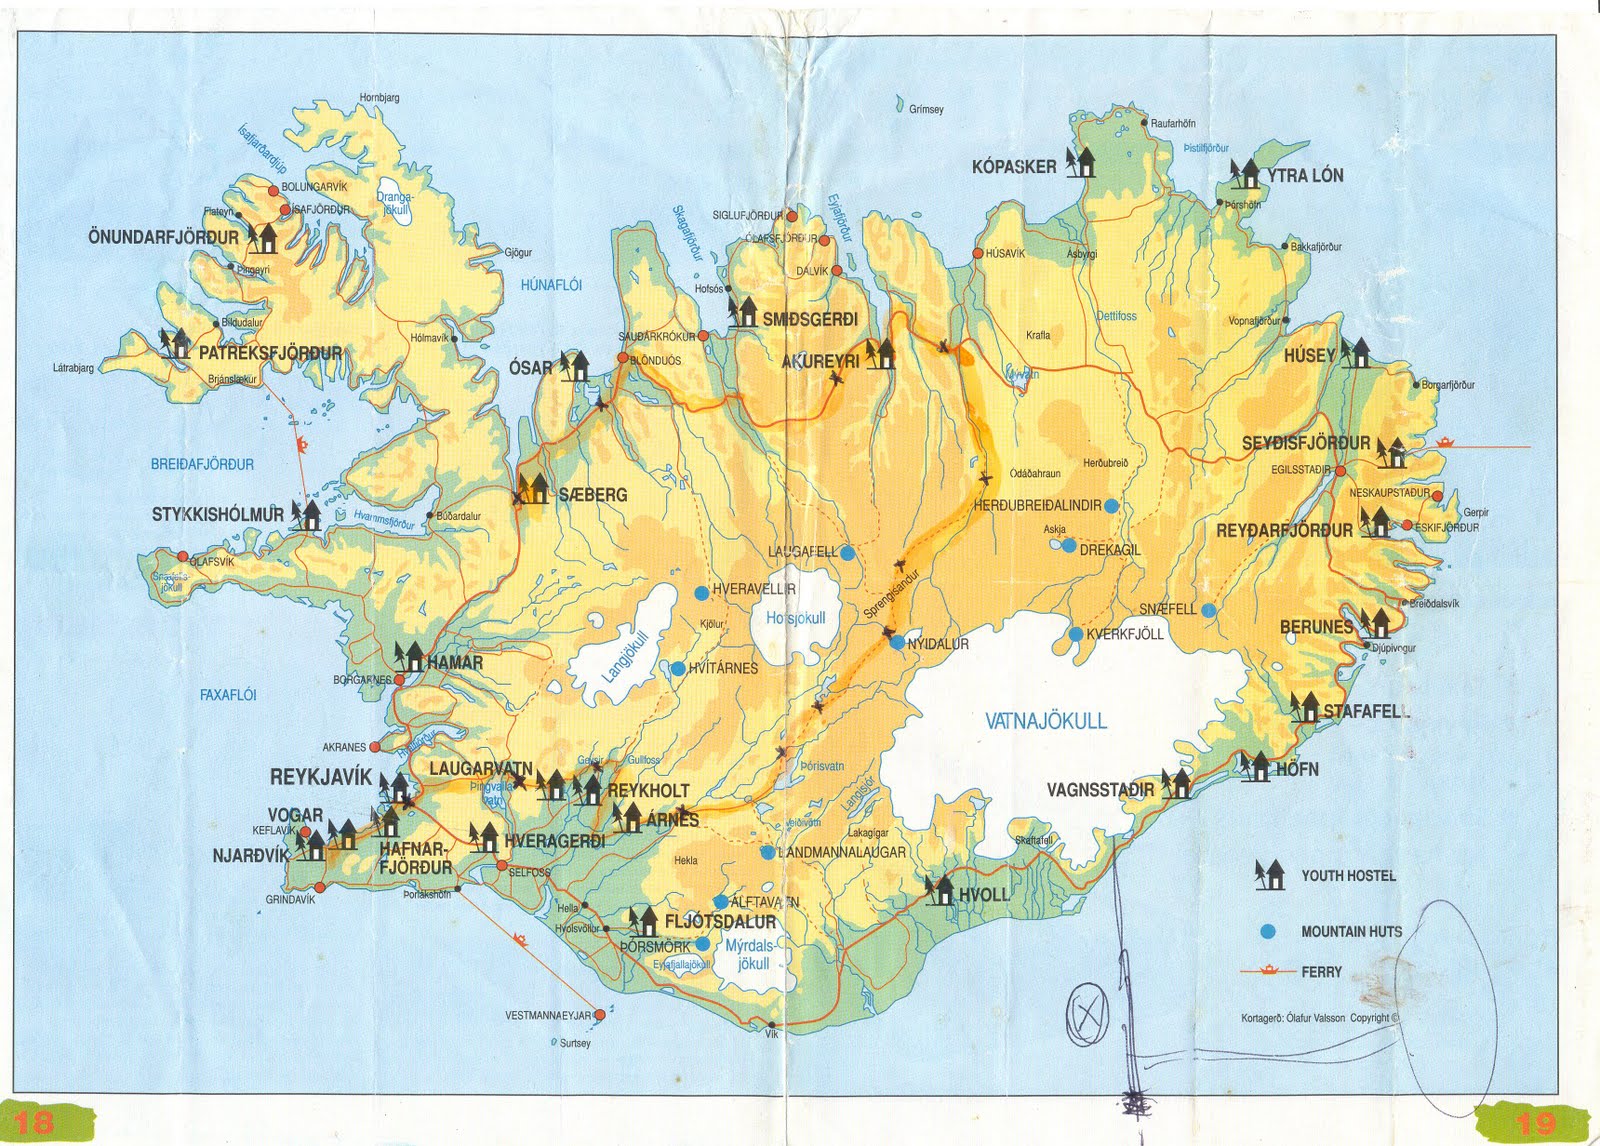 Hornbjarg
Grímsey
Ísafjarðardjúp
Raufarhöfn
Þistilfjörður
KÓPASKER
YTRA LÓN
BOLUNGARVÍK
Dranga-
jökull
Flateyri
ÍSAFJÖRÐUR
Þórshöfn
Skagafjörður
SIGLUFJÖRÐUR
Eyjafjörður
ÖNUNDARFJÖRÐUR
ÓLAFSFJÖRÐUR
Bakkafjörður
Gjögur
HÚSAVÍK
Ásbyrgi
Þingeyri
DALVÍK
HÚNAFLÓI
Hofsós
SMIÐSGERÐI
Dettifoss
Vopnafjörður
Bíldudalur
Hólmavík
SAUÐÁRKRÓKUR
Krafla
PATREKSFJÖRÐUR
HÚSEY
Látrabjarg
ÓSAR
BLÖNDUÓS
AKUREYRI
Mývatn
Brjánslækur
Borgarfjörður
BREIÐAFJÖRÐUR
SEYÐISFJÖRÐUR
Herðubreið
EGILSSTAÐIR
Ódáðahraun
SÆBERG
NESKAUPSTAÐUR
HERÐUBREIÐALINDIR
STYKKISHÓLMUR
Hvammsfjörður
Búðardalur
Gerpir
Askja
REYÐARFJÖRÐUR
ESKIFJÖRÐUR
LAUGAFELL
DREKAGIL
ÓLAFSVÍK
Snæfells-
jökull
HVERAVELLIR
Sprengisandur
Breiðdalsvík
SNÆFELL
Hofsjökull
Kjölur
BERUNES
KVERKFJÖLL
NÝIDALUR
Langjökull
Djúpivogur
HAMAR
HVÍTÁRNES
BORGARNES
FAXAFLÓI
STAFAFELL
VATNAJÖKULL
AKRANES
Hvalfjörður
Geysir
Gullfoss
Þórisvatn
LAUGARVATN
HÖFN
REYKJAVÍK
Þingvalla-
vatn
REYKHOLT
Langisjór
VAGNSSTAÐIR
VOGAR
ÁRNES
Veiðivötn
KEFLAVÍK
Lakagígar
Skaftafell
NJARÐVÍK
HAFNAR-
FJÖRÐUR
HVERAGERÐI
LANDMANNALAUGAR
Hekla
SELFOSS
YOUTH HOSTEL
GRINDAVÍK
Þorlákshöfn
HVOLL
ÁLFTAVATN
Hella
FLJÓTSDALUR
Hvolsvöllur
MOUNTAIN HUTS
ÞÓRSMÖRK
Mýrdals-
jökull
Eyjafjallajökull
FERRY
VESTMANNAEYJAR
Kortagerð: Ólafur Valsson Copyright ©
Vík
Surtsey
18
19